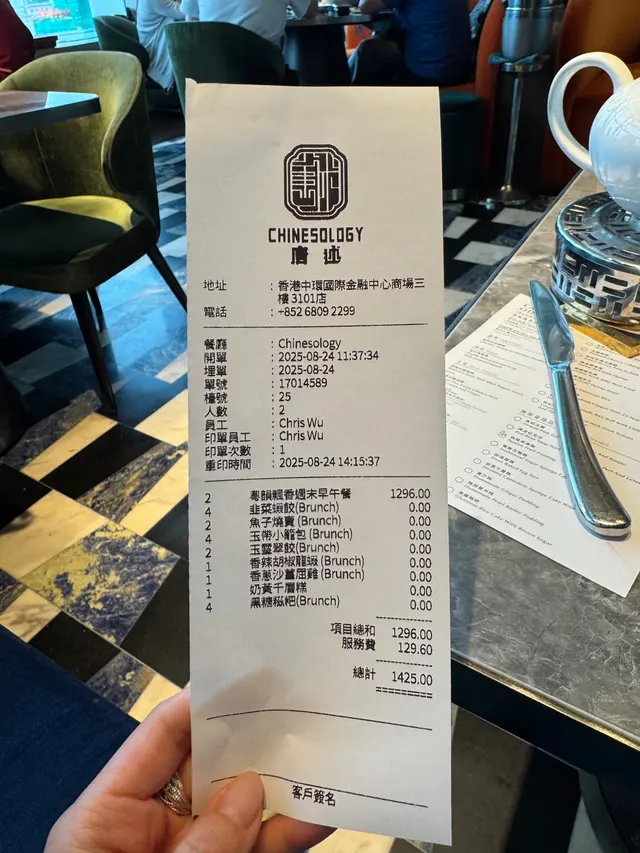 CHINESOLOGY
唐述
地址 : 香港中環國際金融中心商場三
樓 3101店
電話 : +852 6809 2299
餐廳 : Chinesology
開單 : 2025-08-24 11:37:34
埋單 : 2025-08-24
單號 : 17014589
檯號 : 25
人數 : 2
員工 : Chris Wu
印單員工 : Chris Wu
印單次數 : 1
重印時間 : 2025-08-24 14:15:37
2 粵韻飄香週末早午餐 1296.00
4 韭菜蝦餃(Brunch) 0.00
2 魚子燒賣(Brunch) 0.00
4 玉帶小籠包 (Brunch) 0.00
2 玉靈翠餃(Brunch) 0.00
1 香辣胡椒龍蝦 (Brunch) 0.00
1 香蔥沙薑屈雞 (Brunch) 0.00
1 奶黃千層糕 0.00
4 黑糖糍粑(Brunch) 0.00
項目總和 1296.00
服務費 129.60
總計 1425.00
客戶簽名
Ginger Pudding
Rice Cake With Brown Sugar